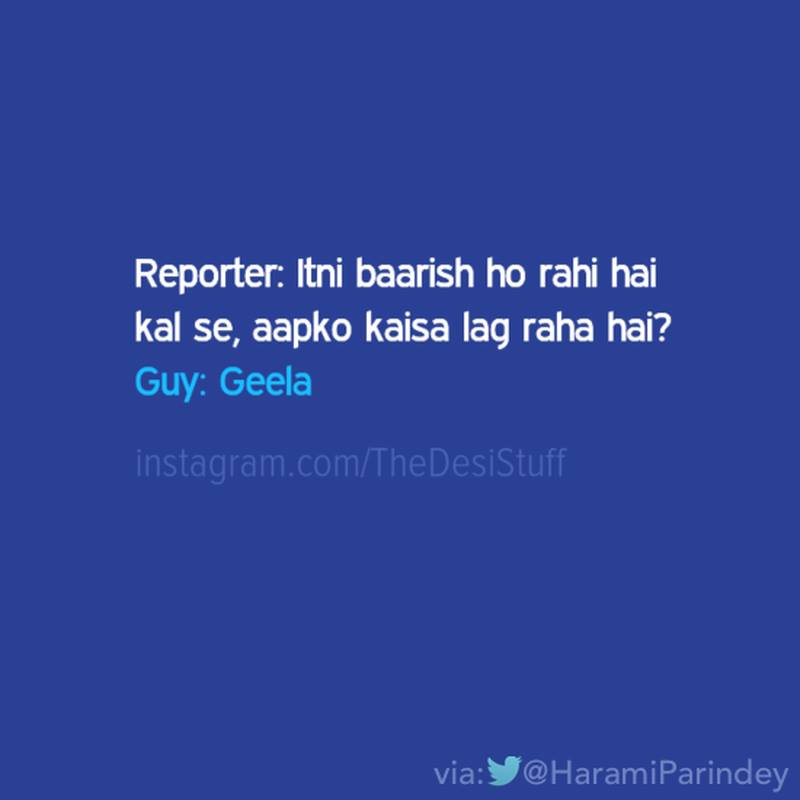 Reporter: Itni baarish ho rahi hai
kal se, aapko kaisa lag raha hai?
Guy: Geela
instagram.com/TheDesiStuff
via: @HaramiParindey